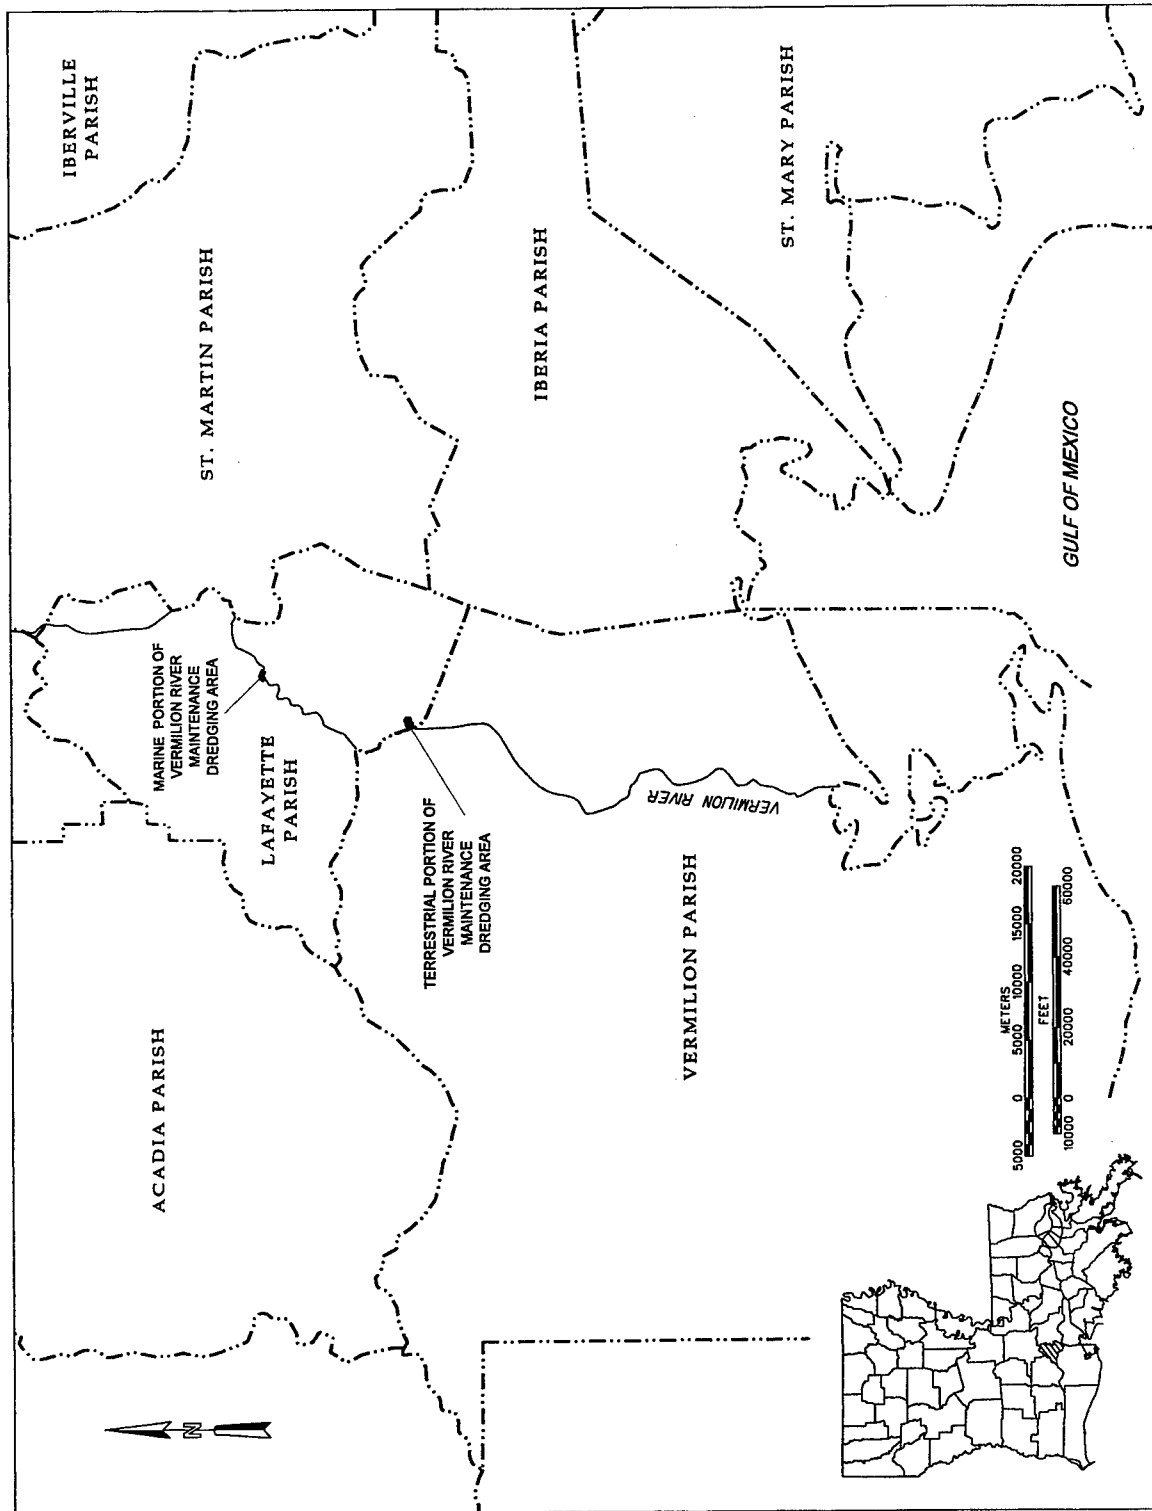 IBERVILLE
PARISH
ST. MARTIN PARISH
IBERIA PARISH
ST. MARY PARISH
MARINE PORTION OF
VERMILION RIVER
MAINTENANCE
DREDGING AREA
LAFAYETTE
PARISH
TERRESTRIAL PORTION OF
VERMILION RIVER
MAINTENANCE
DREDGING AREA
VERMILION RIVER
GULF OF MEXICO
ACADIA PARISH
VERMILION PARISH
N
METERS
5000 0 5000 10000 15000 20000
FEET
10000 0 20000 40000 60000